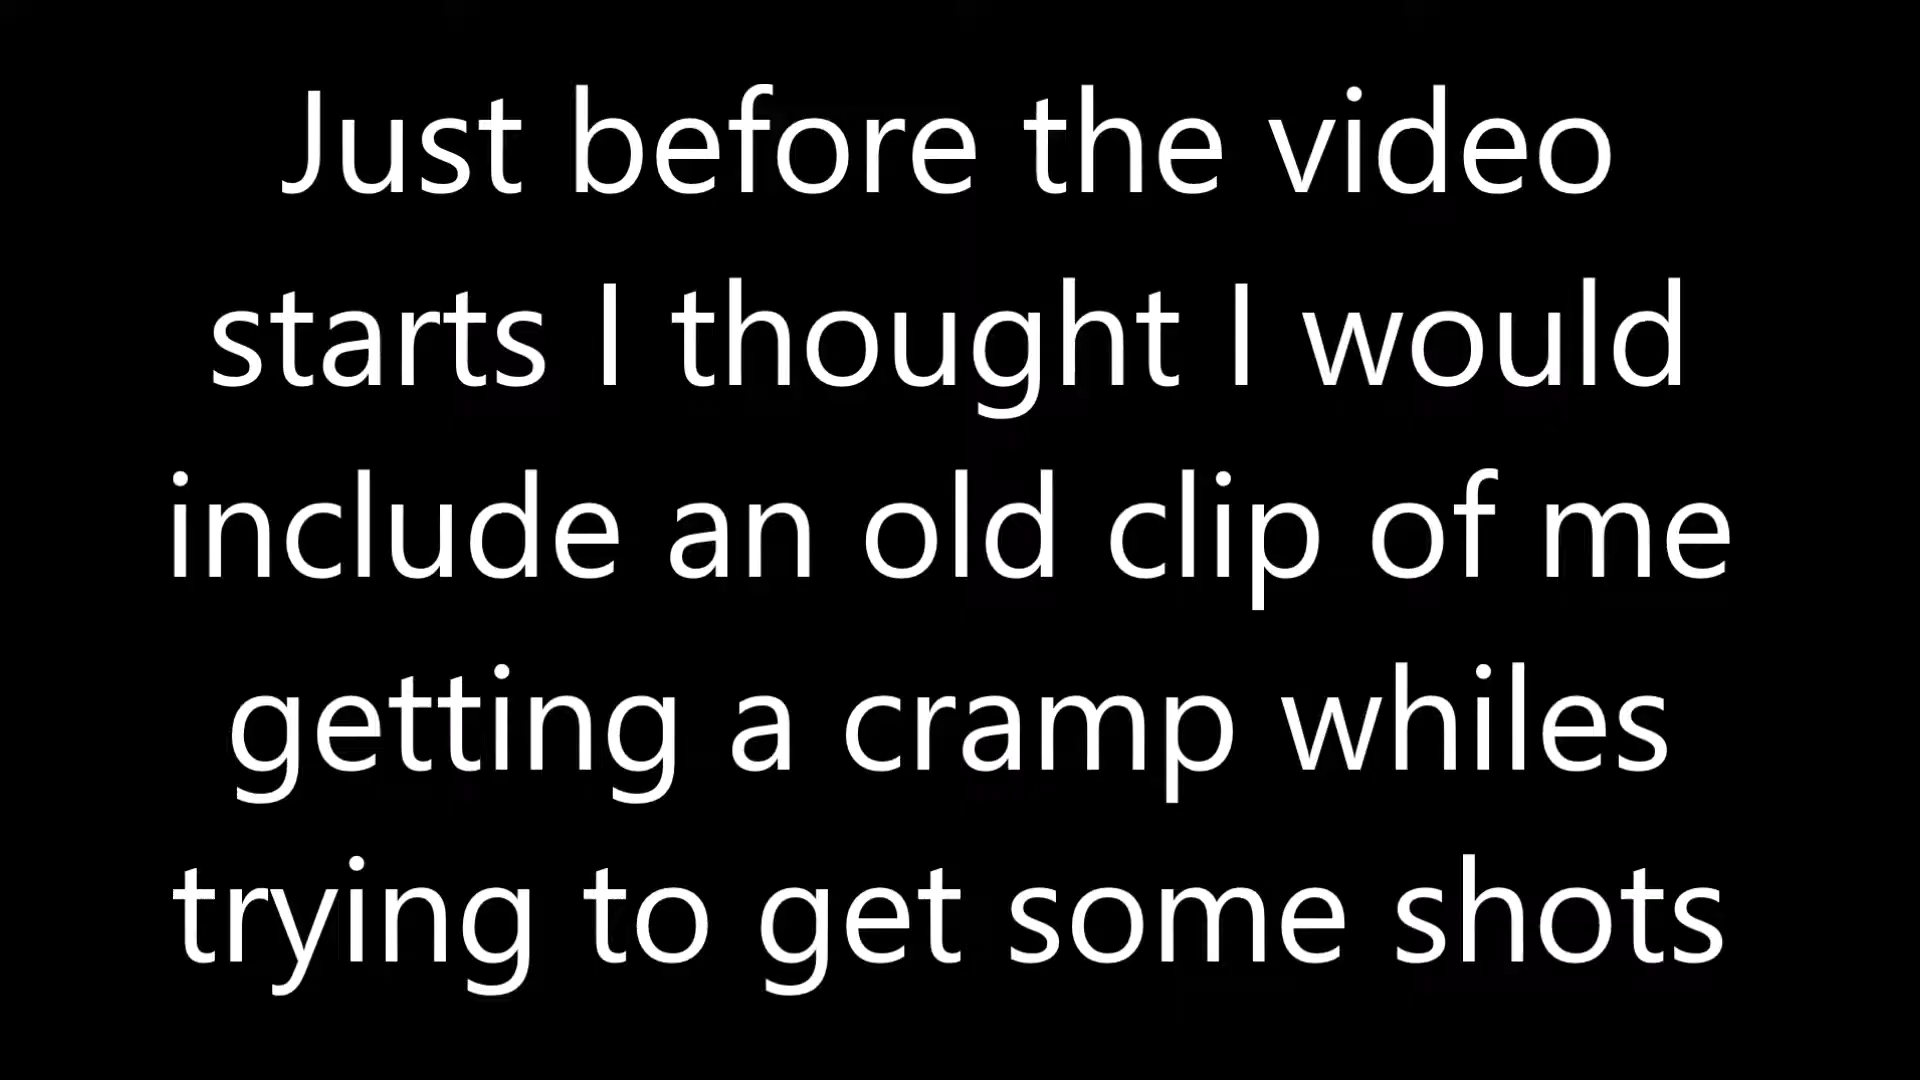 Just before the video
starts I thought I would
include an old clip of me
getting a cramp whiles
trying to get some shots